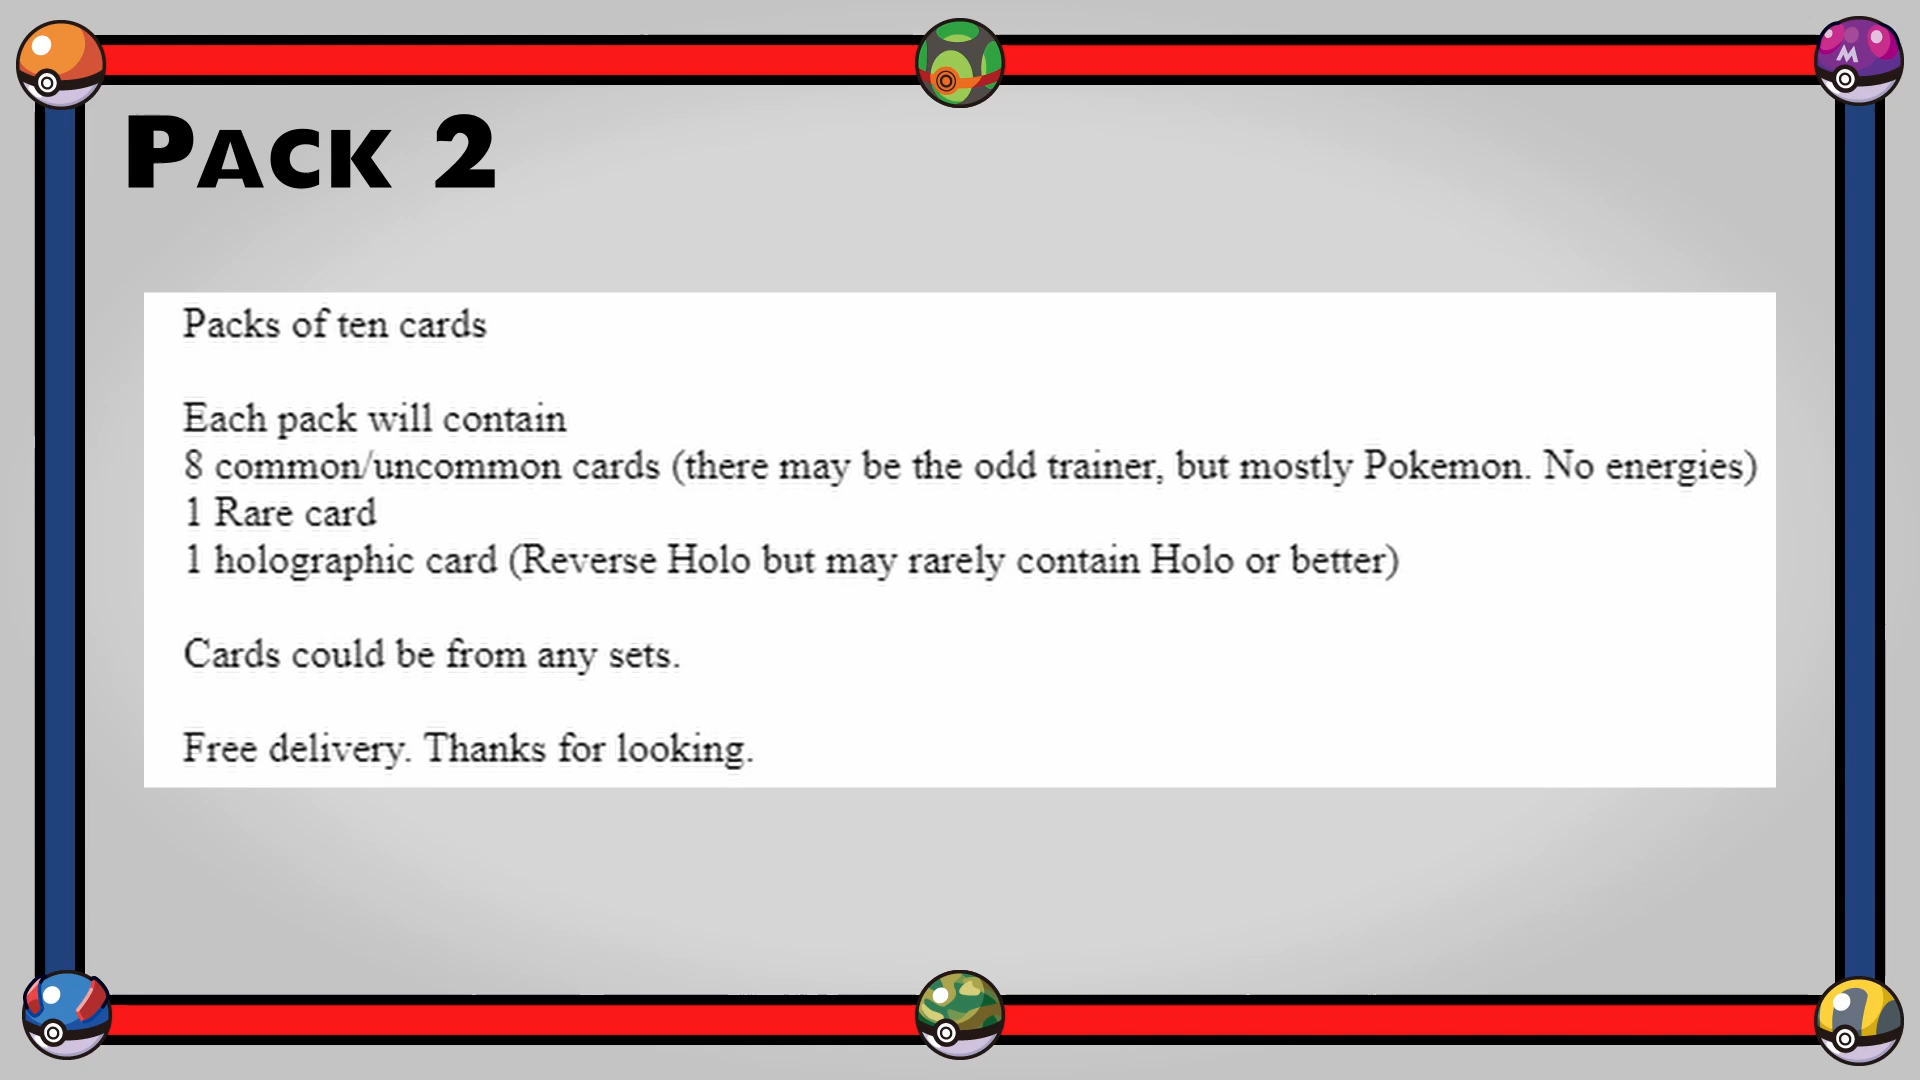 PACK 2
Packs of ten cards
Each pack will contain
8 common/uncommon cards (there may be the odd trainer, but mostly Pokemon. No energies)
1 Rare card
1 holographic card (Reverse Holo but may rarely contain Holo or better)
Cards could be from any sets.
Free delivery. Thanks for looking.
M